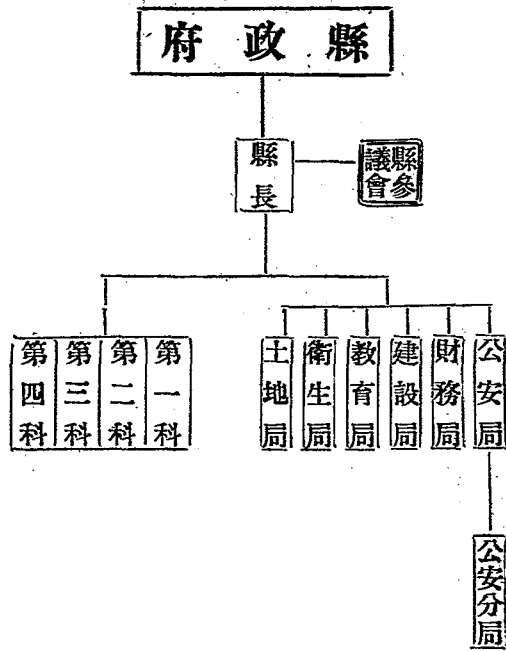 縣政府
縣長
縣參議會
公安局
財務局
建設局
教育局
衛生局
土地局
第一科
第二科
第三科
第四科
公安分局